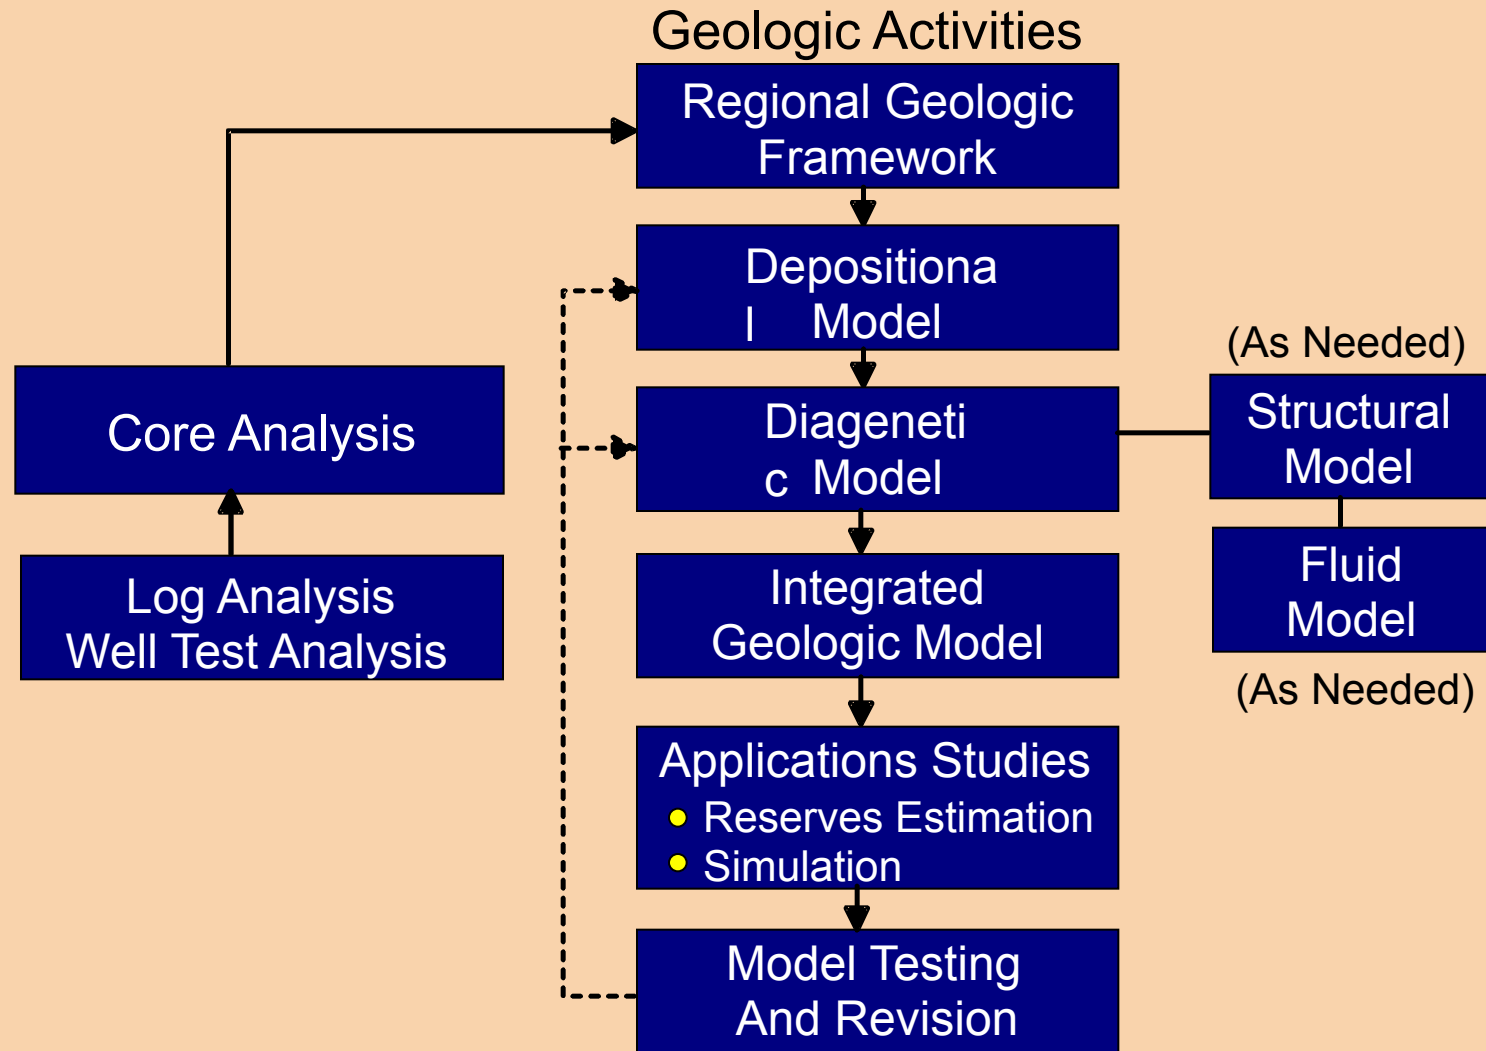 Geologic Activities
Regional Geologic
Framework
Depositiona
l Model
(As Needed)
Core Analysis
Diageneti
c Model
Structural
Model
Log Analysis
Well Test Analysis
Integrated
Geologic Model
Fluid
Model
(As Needed)
Applications Studies
Reserves Estimation
Simulation
Model Testing
And Revision